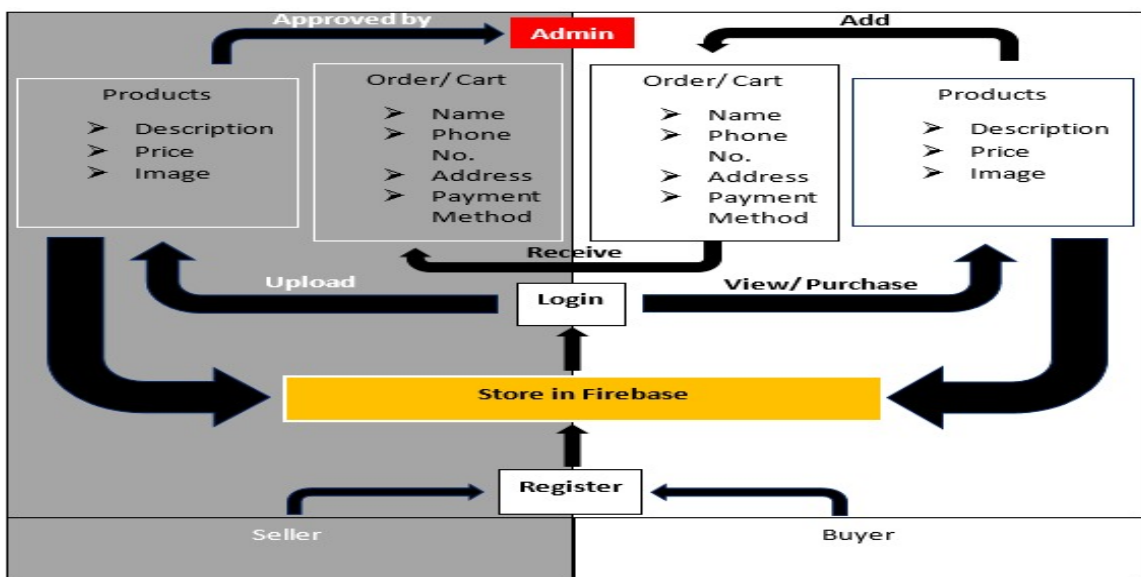 Approved by
Admin
Add
Products
➢ Description
➢ Price
➢ Image
Order/ Cart
➢ Name
➢ Phone
No.
➢ Address
➢ Payment
Method
Order/ Cart
➢ Name
➢ Phone
No.
➢ Address
➢ Payment
Method
Products
➢ Description
➢ Price
➢ Image
Receive
Upload
Login
View/ Purchase
Store in Firebase
Register
Seller
Buyer